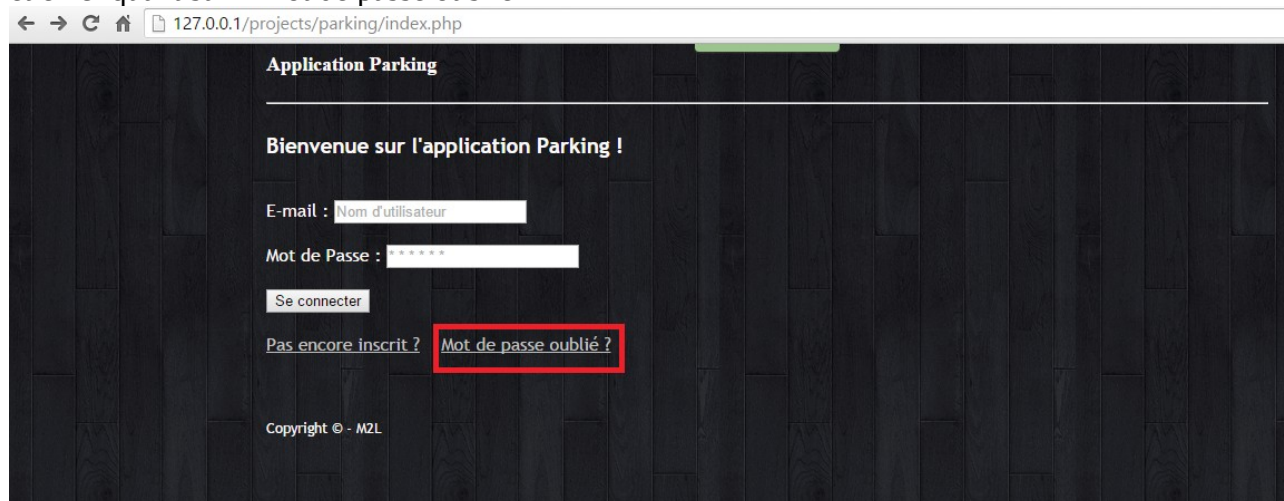 127.0.0.1/projects/parking/index.php
Application Parking
Bienvenue sur l'application Parking !
E-mail : Nom d'utilisateur
Mot de Passe : * * * * * *
Se connecter
Pas encore inscrit ? Mot de passe oublié ?
Copyright © - M2L